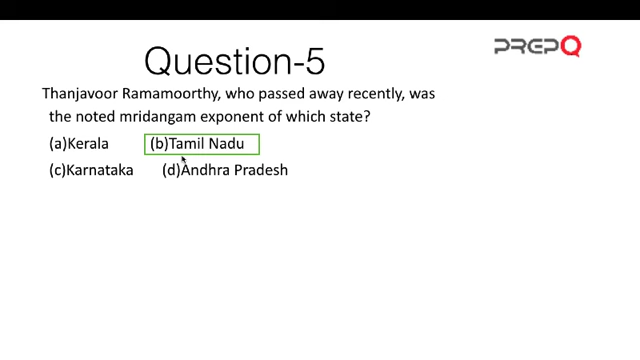 PREPQ
Question-5
Thanjavoor Ramamoorthy, who passed away recently, was
the noted mridangam exponent of which state?
(a)Kerala (b)Tamil Nadu
(c)Karnataka (d)Andhra Pradesh